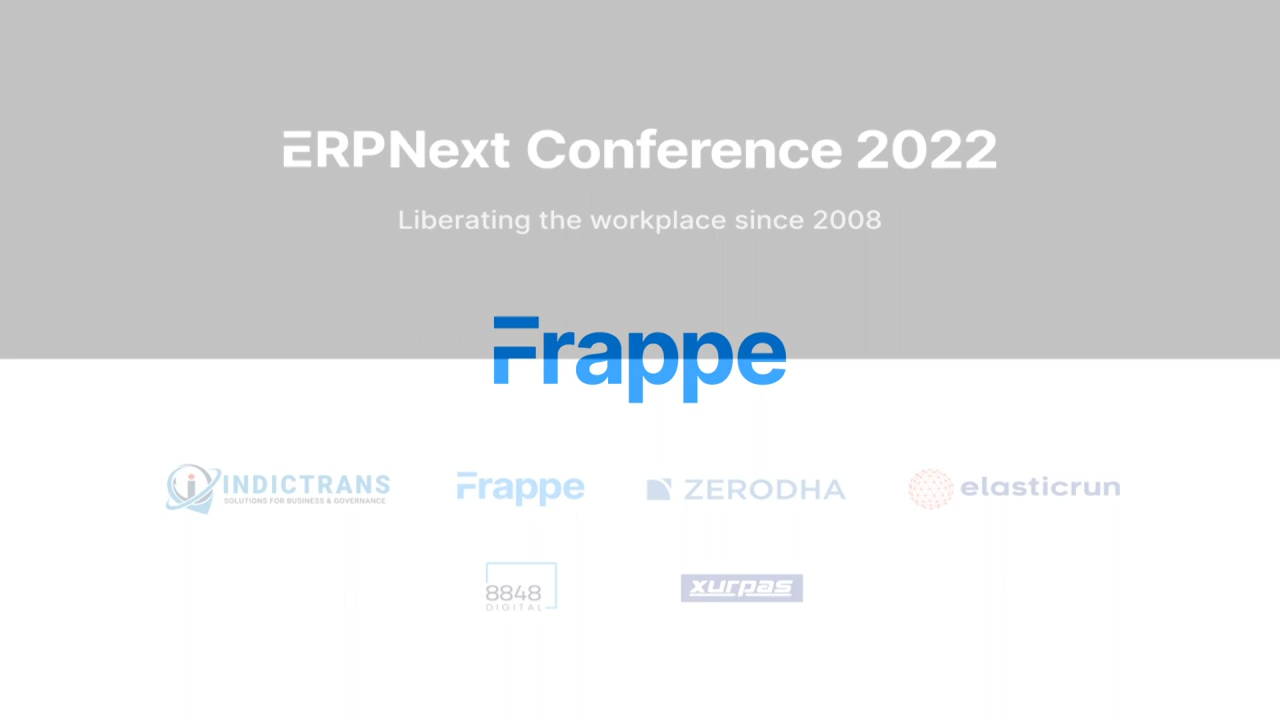 ERPNext Conference 2022
Liberating the workplace since 2008
Frappe
INDICTRANS
SOLUTIONS FOR BUSINESS & GOVERNANCE
Frappe
ZERODHA
elasticrun
8848
DIGITAL
xurpas